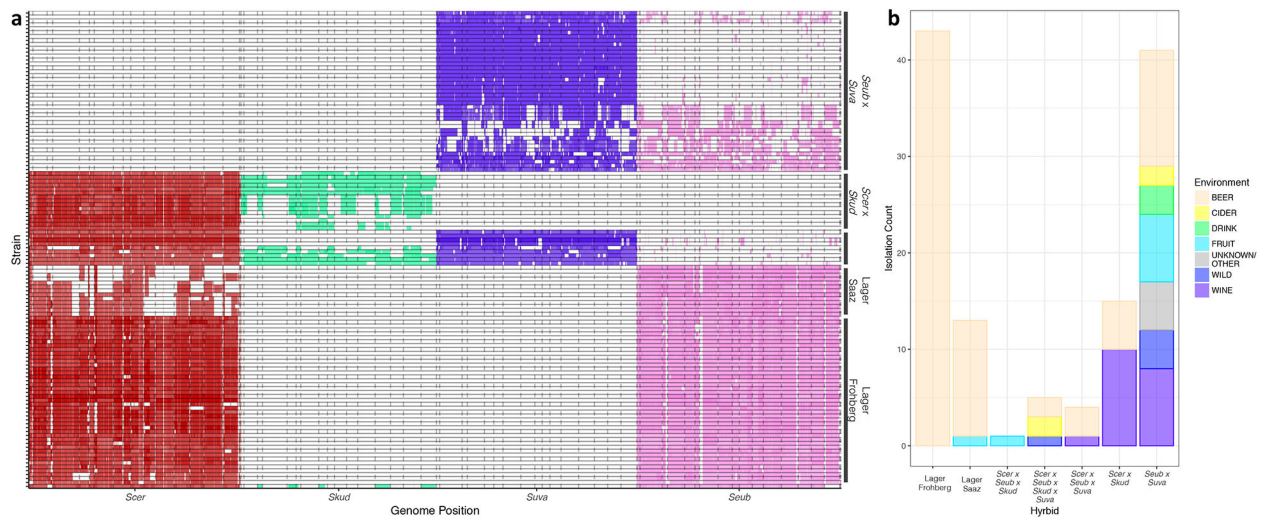 a
Strain
Seub x
Suva
Scer x
Skud
Lager
Saaz
Lager
Frohberg
Scer
Skud
Suva
Seub
Genome Position
b
Isolation Count
40
30
20
10
0
Lager
Frohberg
Lager
Saaz
Scer x
Seub x
Skud
Scer x
Seub x
Skud x
Suva
Scer x
Seub x
Suva
Scer x
Skud
Seub x
Suva
Hyrbid
Environment
BEER
CIDER
DRINK
FRUIT
UNKNOWN/
OTHER
WILD
WINE